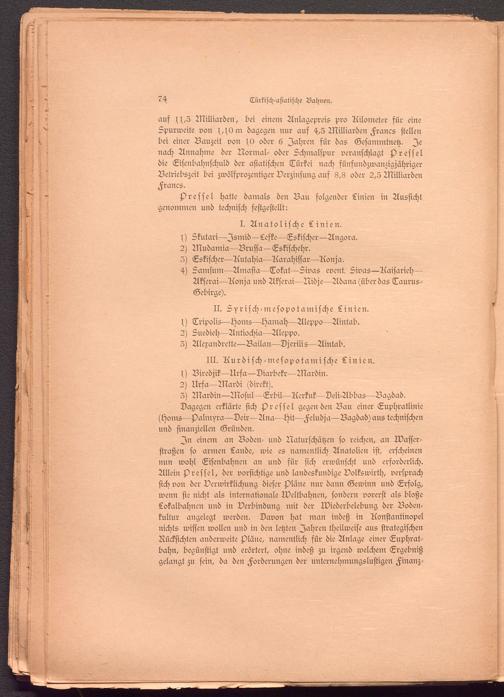 74
Türkisch-asiatische Bahnen.
auf 11,5 Milliarden, bei einem Anlagepreis pro Kilometer für eine
Spurweite von 1,10 m dagegen nur auf 4,5 Milliarden Francs stellen
bei einer Bauzeit von 10 oder 6 Jahren für das Gesammtnetz. Je
nach Annahme der Normal- oder Schmalspur veranschlagt Pressel
die Eisenbahnschuld der asiatischen Türkei nach fünfundzwanzigjähriger
Betriebszeit bei zwölfprozentiger Verzinsung auf 8,8 oder 2,5 Milliarden
Francs.
Pressel hatte damals den Bau folgender Linien in Aussicht
genommen und technisch festgestellt:
I. Anatolische Linien.
1) Skutari—Ismid—Lefke—Eskischer—Angora.
2) Mudamia—Brussa—Eskischehr.
3) Eskischer—Kutahia—Karahissar—Konja.
4) Samsum—Amasia—Tokat—Sivas event. Sivas—Kaisarieh—
Akserai—Konja und Akserai—Nidje—Adana (über das Taurus-
Gebirge).
II. Syrisch-mesopotamische Linien.
1) Tripolis—Homs—Hamah—Aleppo—Aintab.
2) Suedieh—Antiochia—Aleppo.
3) Alexandrette—Bailan—Djerilis—Aintab.
III. Kurdisch-mesopotamische Linien.
1) Biredjik—Urfa—Diarbekr—Mardin.
2) Urfa—Mardi (direkt).
3) Mardin—Mosul—Erbil—Kerkuk—Deli-Abbas—Bagdad.
Dagegen erklärte sich Pressel gegen den Bau einer Euphratlinie
(Homs—Palmyra—Deir—Ana—Hit—Feludja—Bagdad) aus technischen
und finanziellen Gründen.
In einem an Boden- und Naturschätzen so reichen, an Wasser-
straßen so armen Lande, wie es namentlich Anatolien ist, erscheinen
nun wohl Eisenbahnen an und für sich erwünscht und erforderlich.
Allein Pressel, der vorsichtige und landeskundige Volkswirth, versprach
sich von der Verwirklichung dieser Pläne nur dann Gewinn und Erfolg,
wenn sie nicht als internationale Weltbahnen, sondern vorerst als bloße
Lokalbahnen und in Verbindung mit der Wiederbelebung der Boden-
kultur angelegt werden. Davon hat man indeß in Konstantinopel
nichts wissen wollen und in den letzten Jahren theilweise aus strategischen
Rücksichten anderweite Pläne, namentlich für die Anlage einer Euphrat-
bahn, begünstigt und erörtert, ohne indeß zu irgend welchem Ergebniß
gelangt zu sein, da den Forderungen der unternehmungslustigen Finanz-